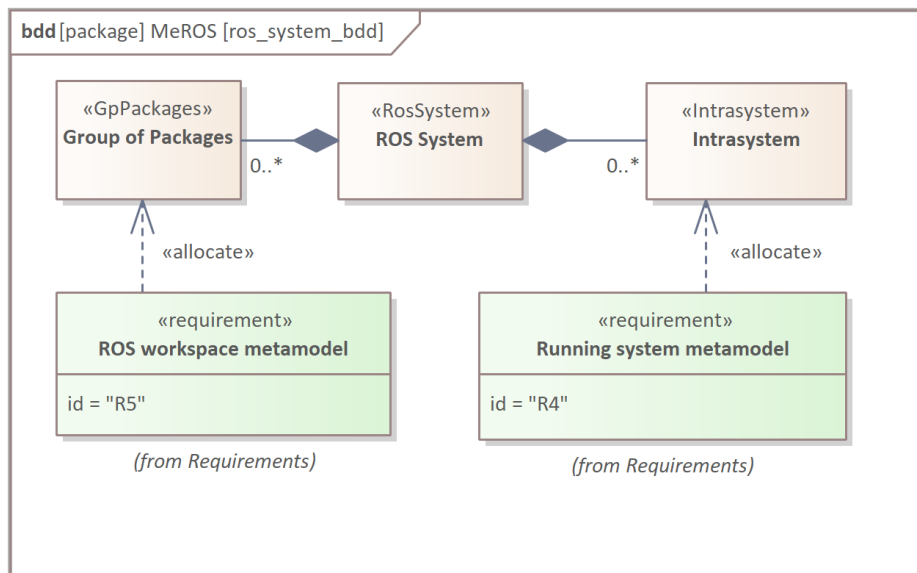 bdd [package] MeROS [ros_system_bdd]
«GpPackages»
Group of Packages
«RosSystem»
ROS System
«Intrasystem»
Intrasystem
0..*
0..*
«allocate»
«allocate»
«requirement»
ROS workspace metamodel
id = "R5"
(from Requirements)
«requirement»
Running system metamodel
id = "R4"
(from Requirements)